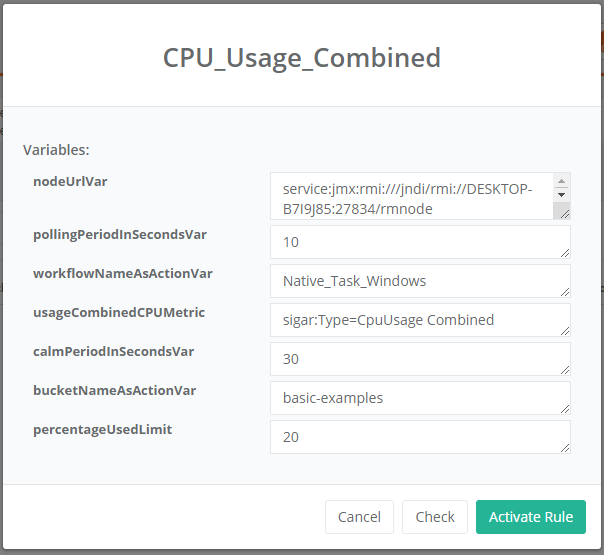 CPU_Usage_Combined
Variables:
nodeUrlVar
service:jmx:rmi:///jndi/rmi://DESKTOP-
B7I9J85:27834/rmnode
pollingPeriodInSecondsVar
10
workflowNameAsActionVar
Native_Task_Windows
usageCombinedCPUMetric
sigar:Type=CpuUsage Combined
calmPeriodInSecondsVar
30
bucketNameAsActionVar
basic-examples
percentageUsedLimit
20
Cancel
Check
Activate Rule